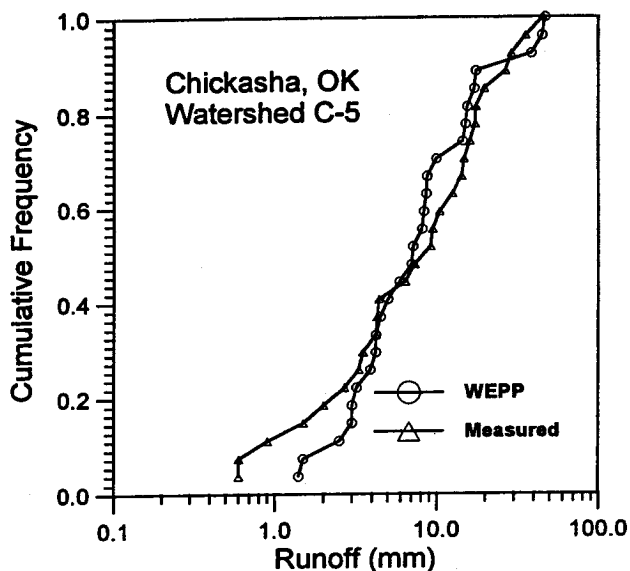 1.0
0.8
0.6
0.4
0.2
0.0
Cumulative Frequency
Chickasha, OK
Watershed C-5
WEPP
Measured
0.1
1.0
10.0
100.0
Runoff (mm)